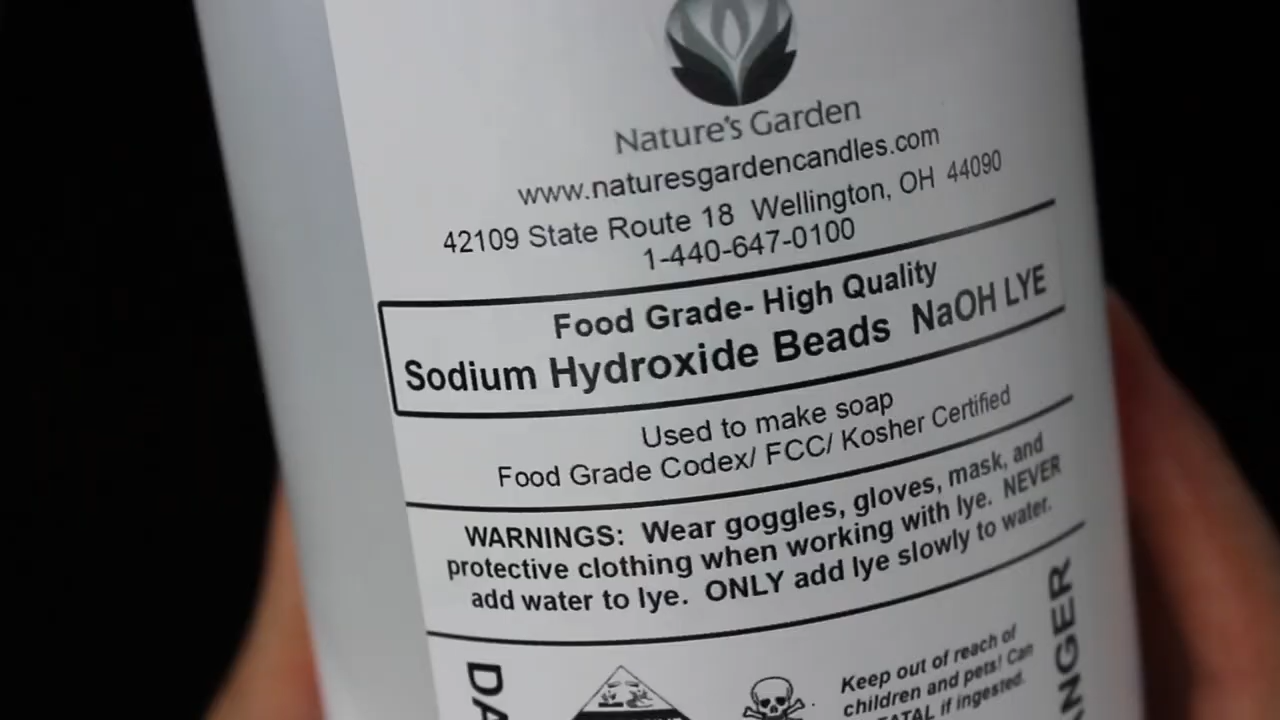 Nature's Garden
www.naturesgardencandles.com
42109 State Route 18 Wellington, OH 44090
1-440-647-0100
Food Grade- High Quality
Sodium Hydroxide Beads NaOH LYE
Used to make soap
Food Grade Codex/ FCC/ Kosher Certified
WARNINGS: Wear goggles, gloves, mask, and
protective clothing when working with lye. NEVER
add water to lye. ONLY add lye slowly to water.
Keep out of reach of
children and pets! Can
if ingested.